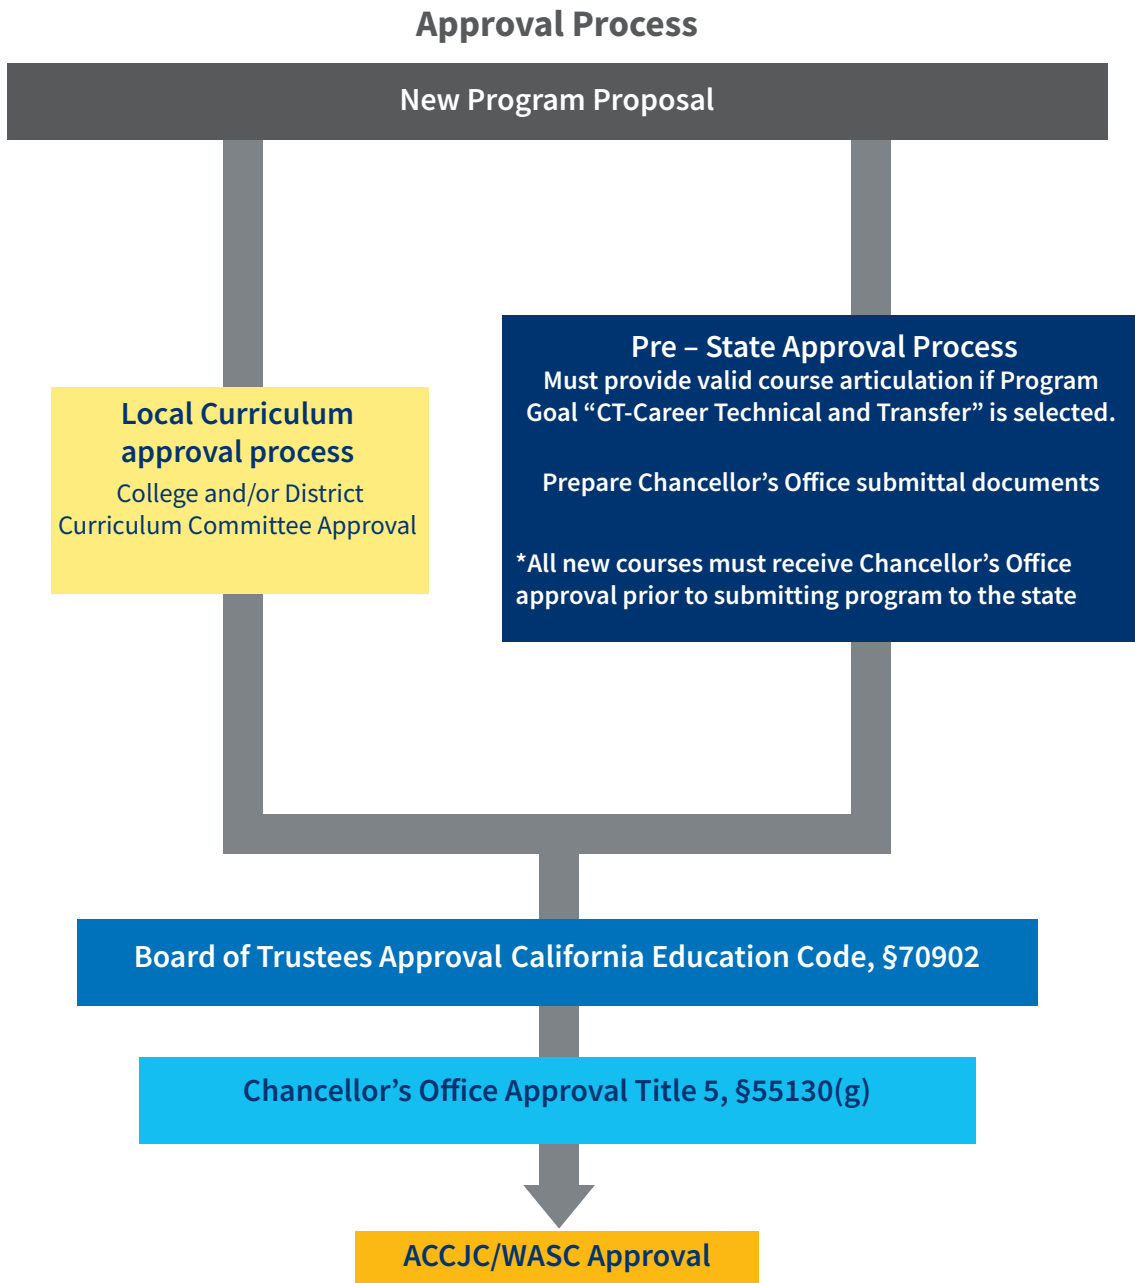 Approval Process
New Program Proposal
Local Curriculum
approval process
College and/or District
Curriculum Committee Approval
Pre – State Approval Process
Must provide valid course articulation if Program
Goal “CT-Career Technical and Transfer” is selected.
Prepare Chancellor’s Office submittal documents
*All new courses must receive Chancellor’s Office
approval prior to submitting program to the state
Board of Trustees Approval California Education Code, §70902
Chancellor’s Office Approval Title 5, §55130(g)
ACCJC/WASC Approval